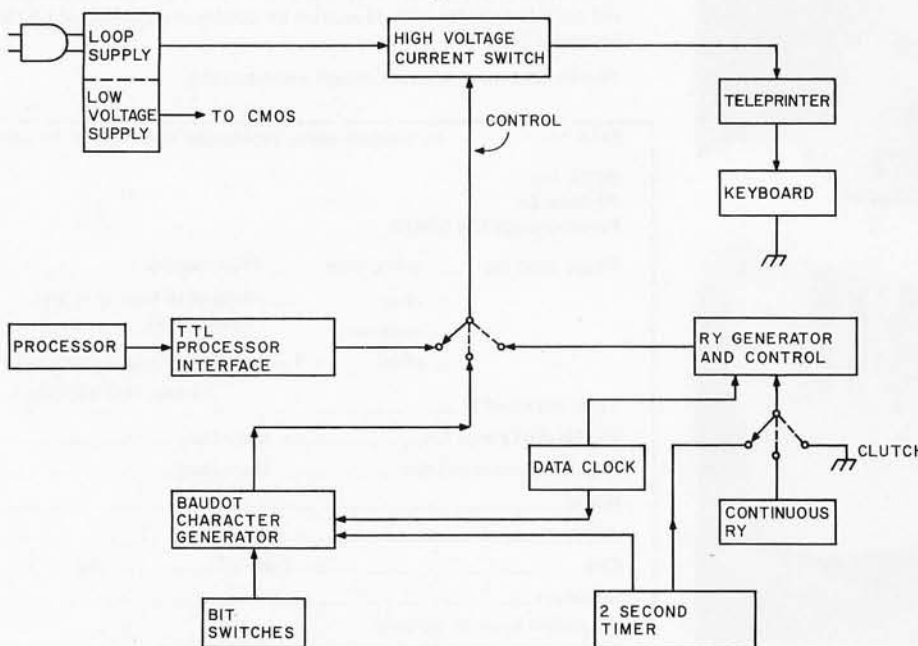 LOOP
SUPPLY
LOW
VOLTAGE
SUPPLY
TO CMOS
HIGH VOLTAGE
CURRENT SWITCH
CONTROL
TELEPRINTER
KEYBOARD
PROCESSOR
TTL
PROCESSOR
INTERFACE
RY GENERATOR
AND CONTROL
DATA CLOCK
CLUTCH
BAUDOT
CHARACTER
GENERATOR
CONTINUOUS
RY
BIT
SWITCHES
2 SECOND
TIMER